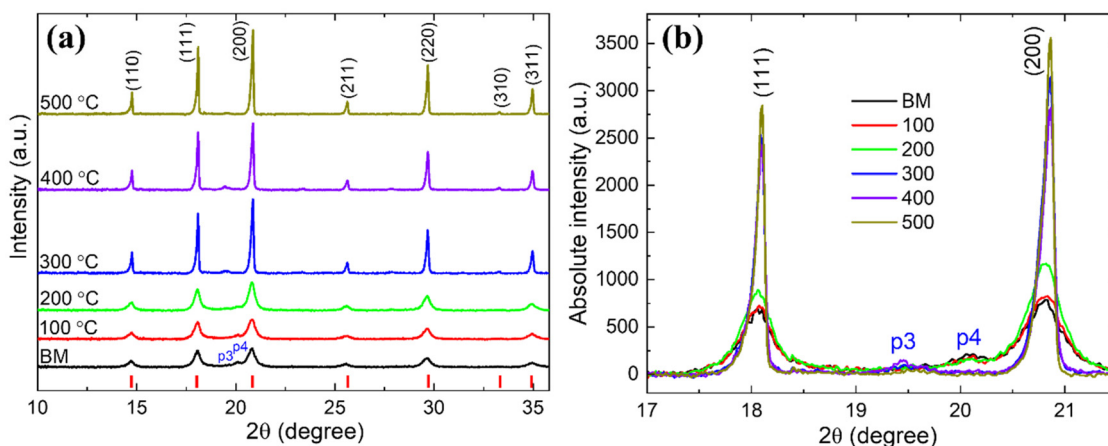 (a)
(110)
(111)
(200)
(211)
(220)
(310)
(311)
500 °C
400 °C
300 °C
200 °C
100 °C
BM
p3
p4
Intensity (a.u.)
10
15
20
25
30
35
2θ (degree)
(b)
(111)
(200)
BM
100
200
300
400
500
p3
p4
Absolute intensity (a.u.)
3500
3000
2500
2000
1500
1000
500
0
17
18
19
20
21
2θ (degree)